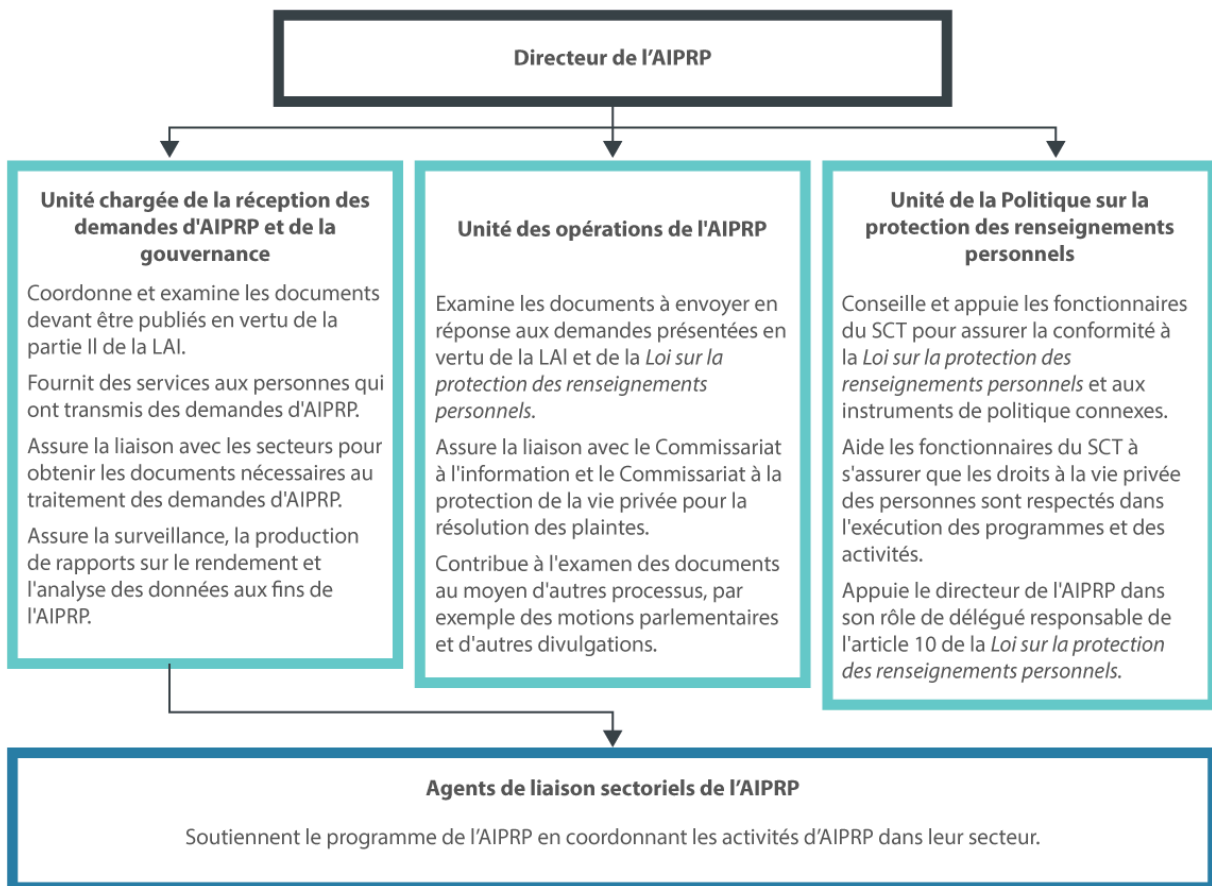 Directeur de l’AIPRP
Unité chargée de la réception des
demandes d'AIPRP et de la
gouvernance
Coordonne et examine les documents
devant être publiés en vertu de la
partie II de la LAI.
Fournit des services aux personnes qui
ont transmis des demandes d'AIPRP.
Assure la liaison avec les secteurs pour
obtenir les documents nécessaires au
traitement des demandes d'AIPRP.
Assure la surveillance, la production
de rapports sur le rendement et
l'analyse des données aux fins de
l'AIPRP.
Unité des opérations de l'AIPRP
Examine les documents à envoyer en
réponse aux demandes présentées en
vertu de la LAI et de la Loi sur la
protection des renseignements
personnels.
Assure la liaison avec le Commissariat
à l'information et le Commissariat à la
protection de la vie privée pour la
résolution des plaintes.
Contribue à l'examen des documents
au moyen d'autres processus, par
exemple des motions parlementaires
et d'autres divulgations.
Unité de la Politique sur la
protection des renseignements
personnels
Conseille et appuie les fonctionnaires
du SCT pour assurer la conformité à
la Loi sur la protection des
renseignements personnels et aux
instruments de politique connexes.
Aide les fonctionnaires du SCT à
s'assurer que les droits à la vie privée
des personnes sont respectés dans
l'exécution des programmes et des
activités.
Appuie le directeur de l'AIPRP dans
son rôle de délégué responsable de
l'article 10 de la Loi sur la protection
des renseignements personnels.
Agents de liaison sectoriels de l’AIPRP
Soutiennent le programme de l’AIPRP en coordonnant les activités d’AIPRP dans leur secteur.